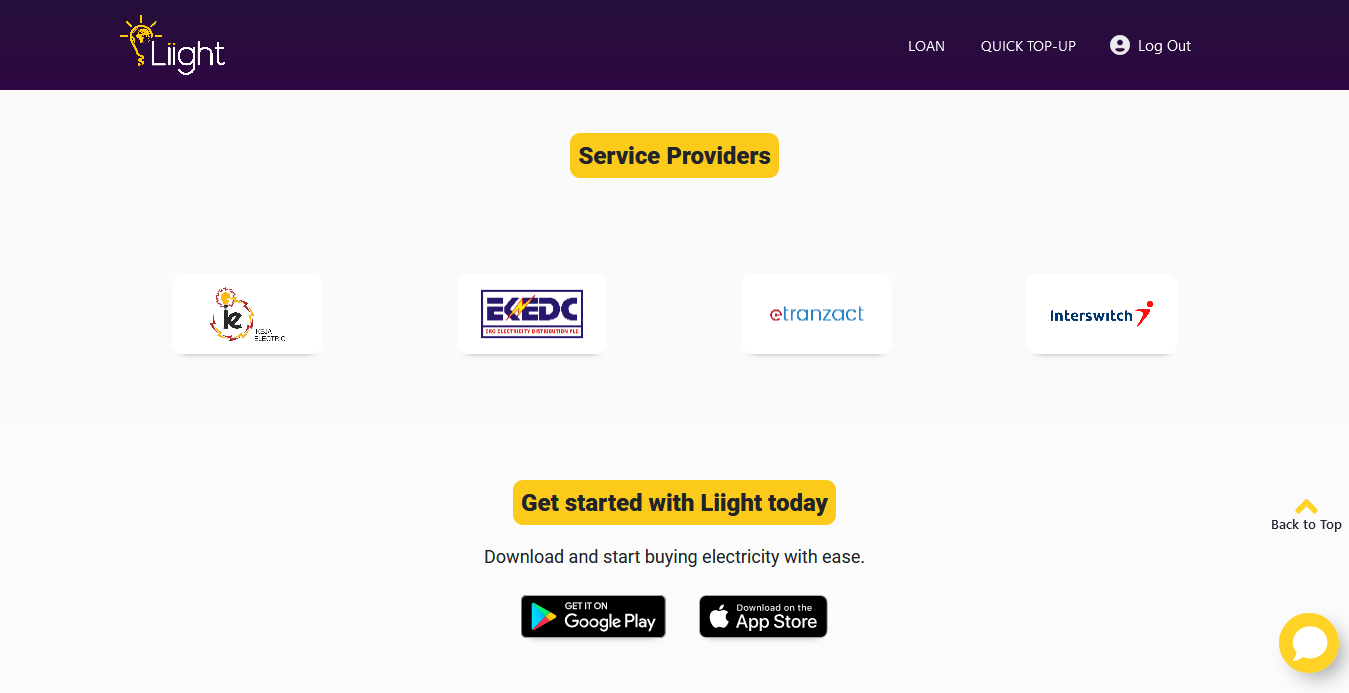 Liight
LOAN
QUICK TOP-UP
Log Out
Service Providers
ie
IKEJA
ELECTRIC
EKEDC
EKO ELECTRICITY DISTRIBUTION PLC
etranzact
Interswitch
Get started with Liight today
Back to Top
Download and start buying electricity with ease.
GET IT ON
Google Play
Download on the
App Store